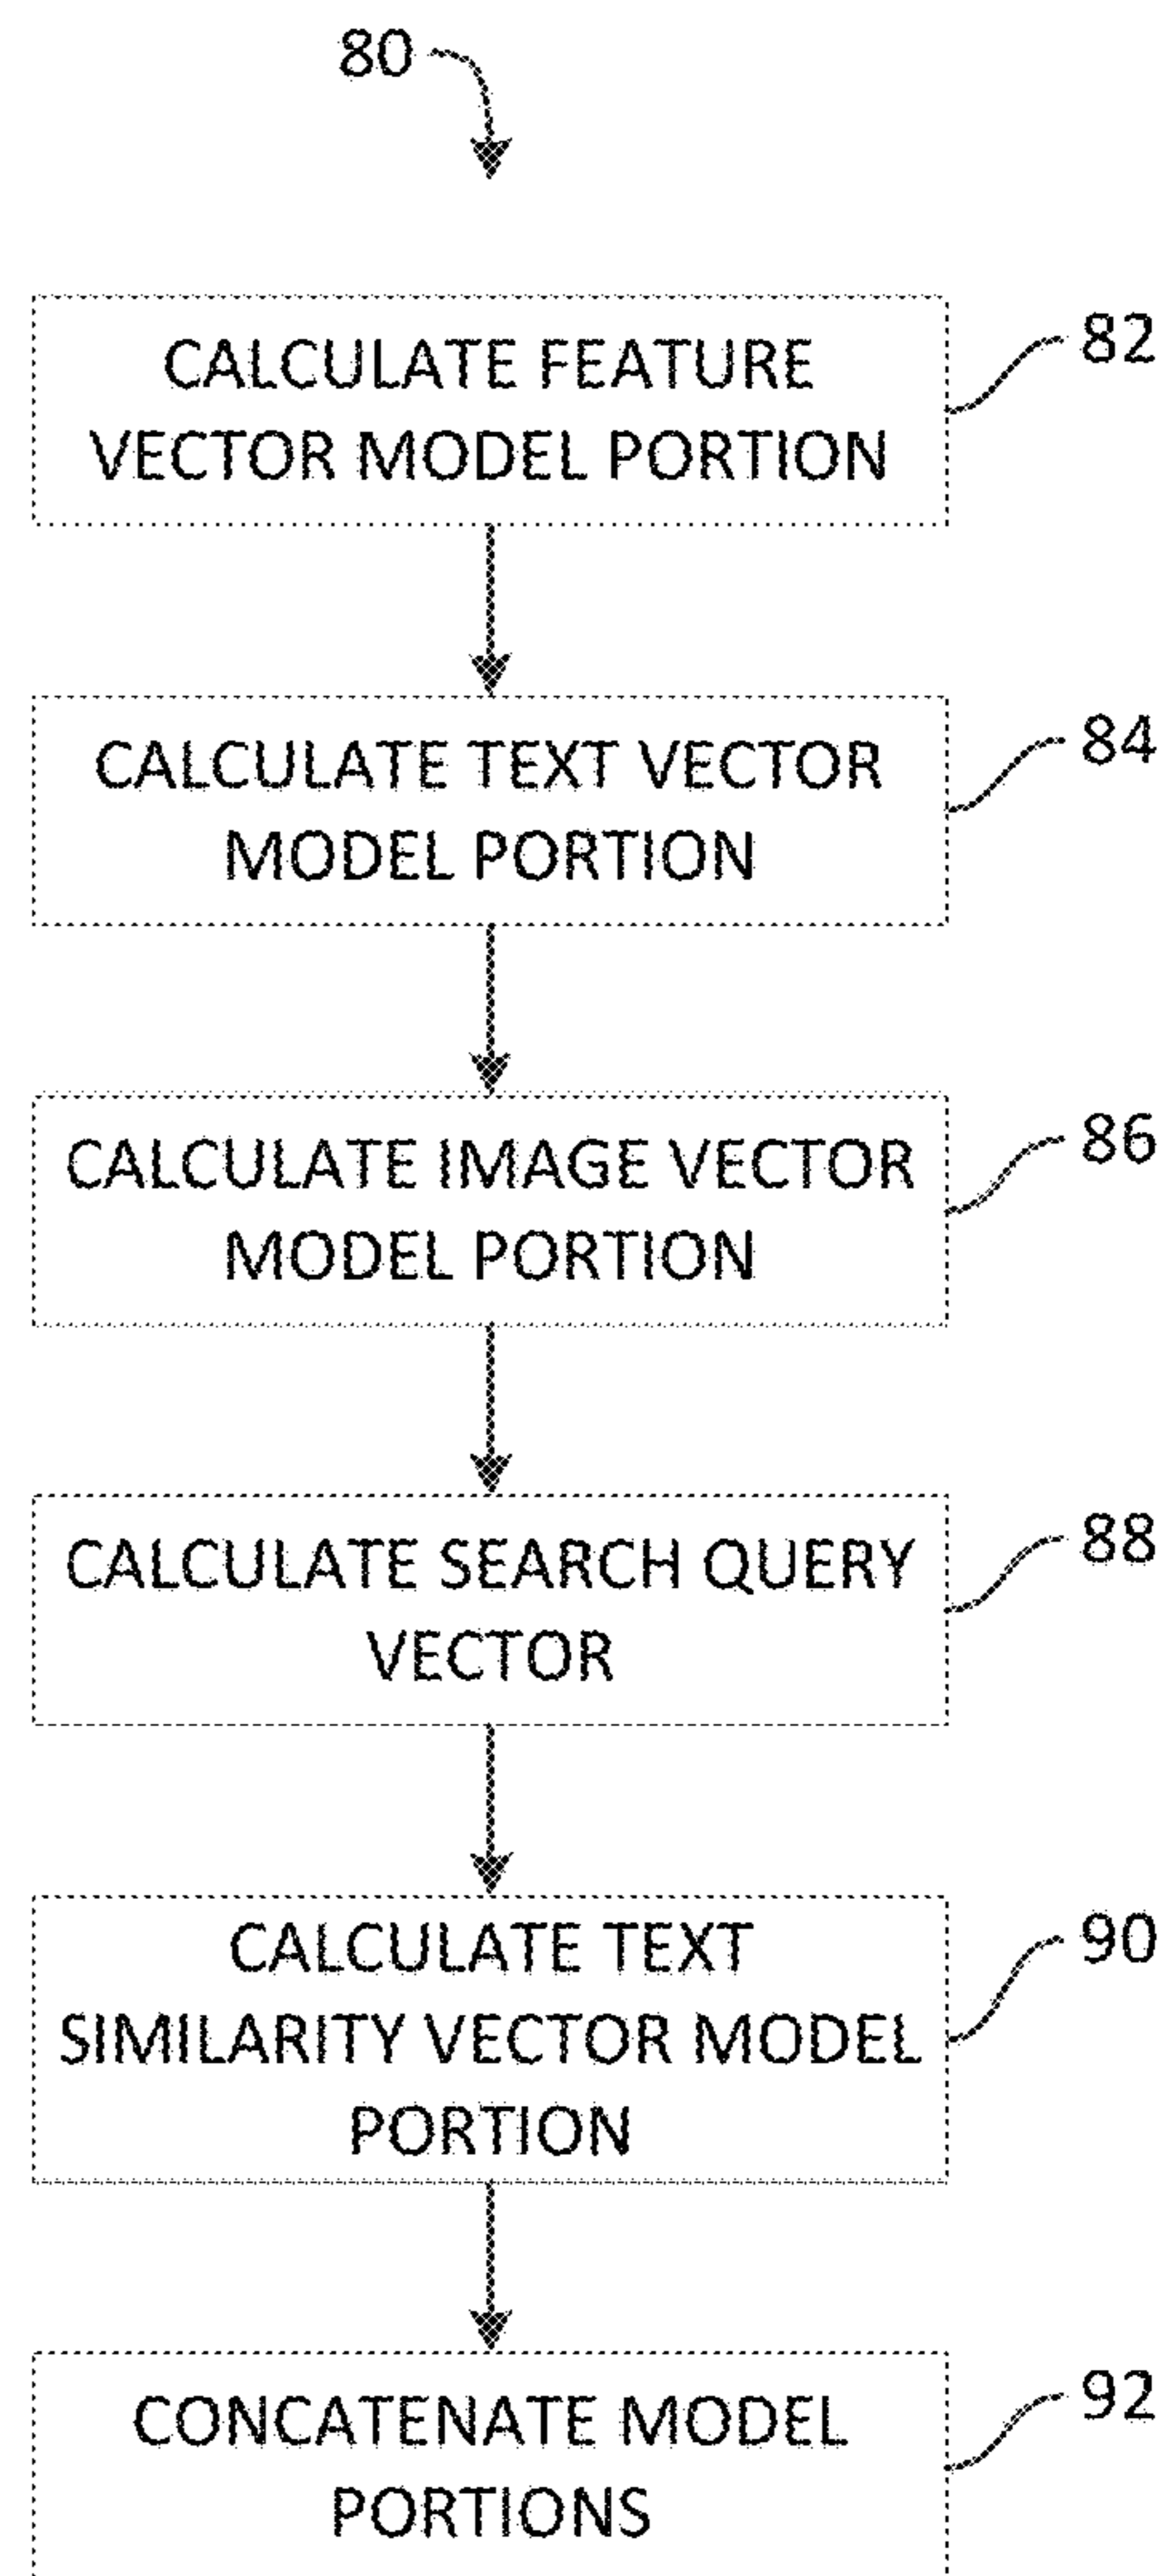 80
CALCULATE FEATURE
VECTOR MODEL PORTION
82
CALCULATE TEXT VECTOR
MODEL PORTION
84
CALCULATE IMAGE VECTOR
MODEL PORTION
86
CALCULATE SEARCH QUERY
VECTOR
88
CALCULATE TEXT
SIMILARITY VECTOR MODEL
PORTION
90
CONCATENATE MODEL
PORTIONS
92